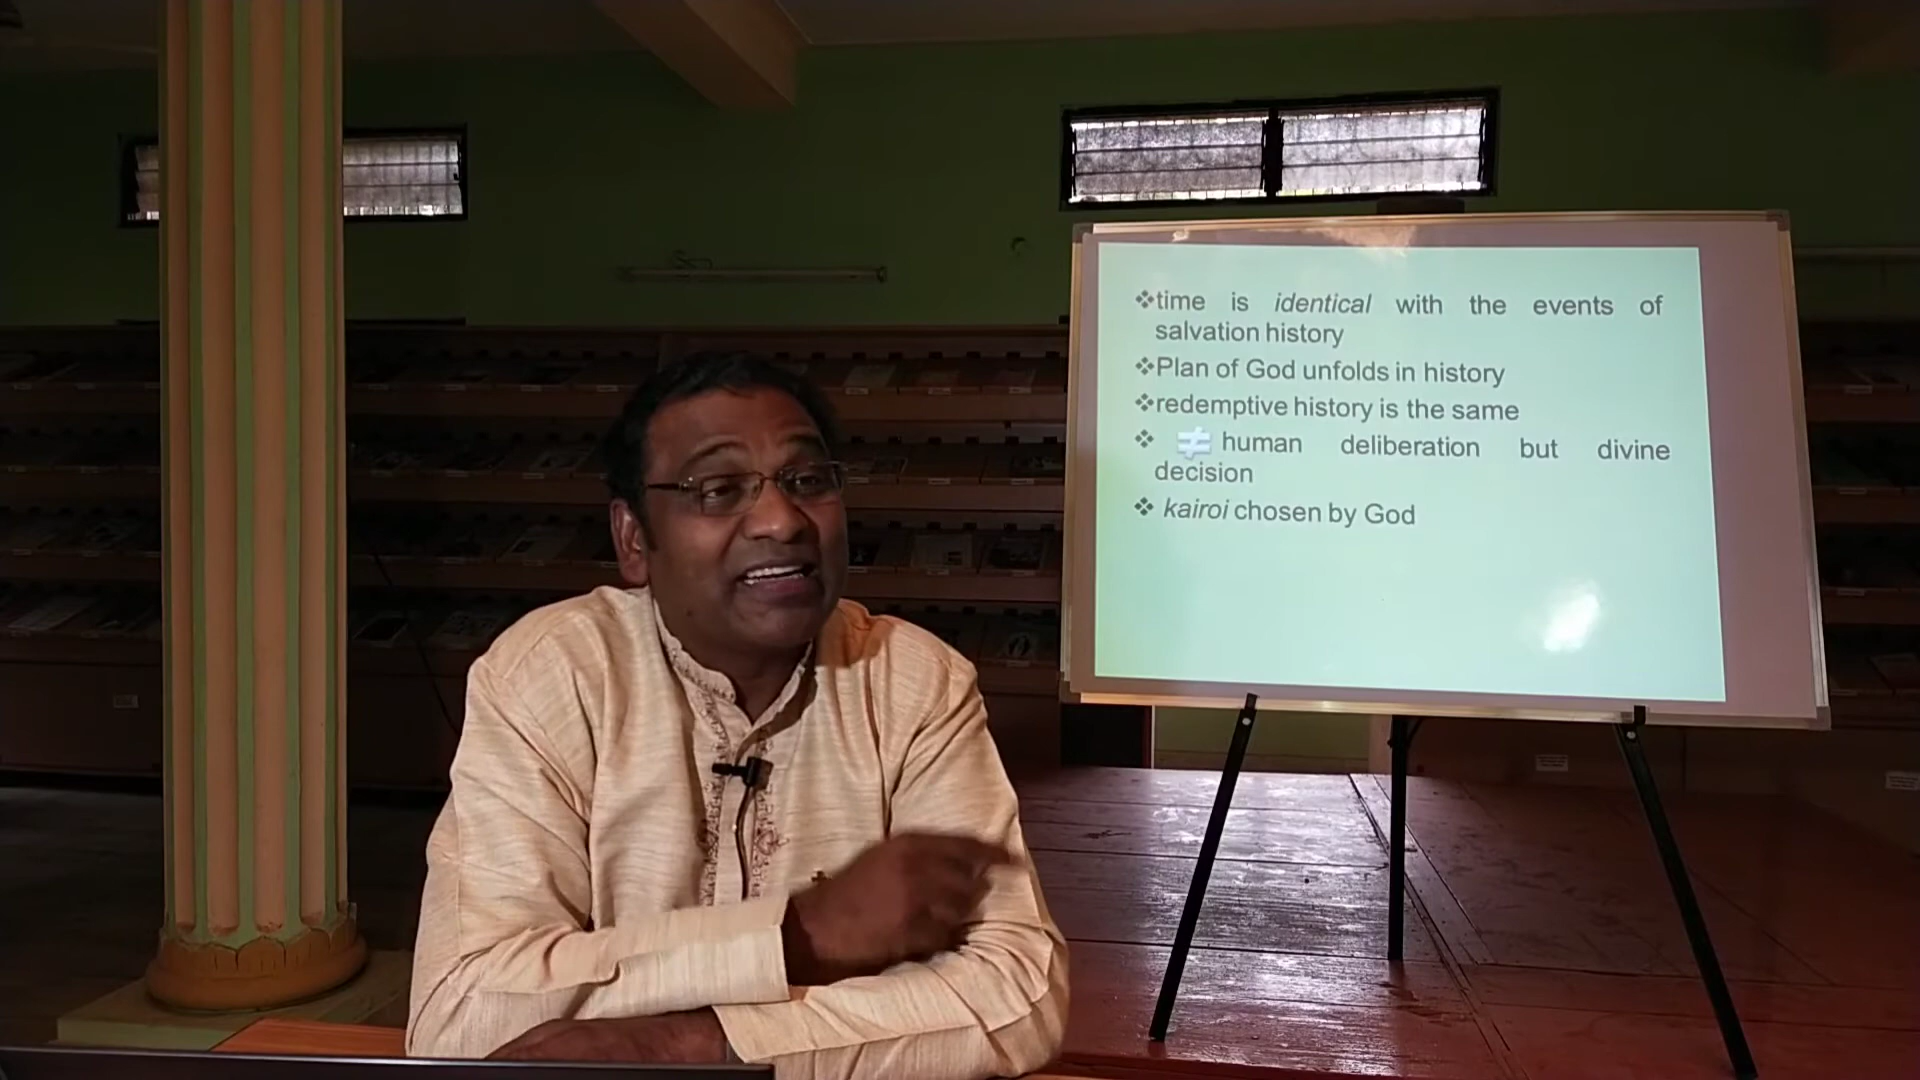 ❖time is identical with the events of
salvation history
❖Plan of God unfolds in history
❖redemptive history is the same
❖ ≠ human deliberation but divine
decision
❖ kairoi chosen by God